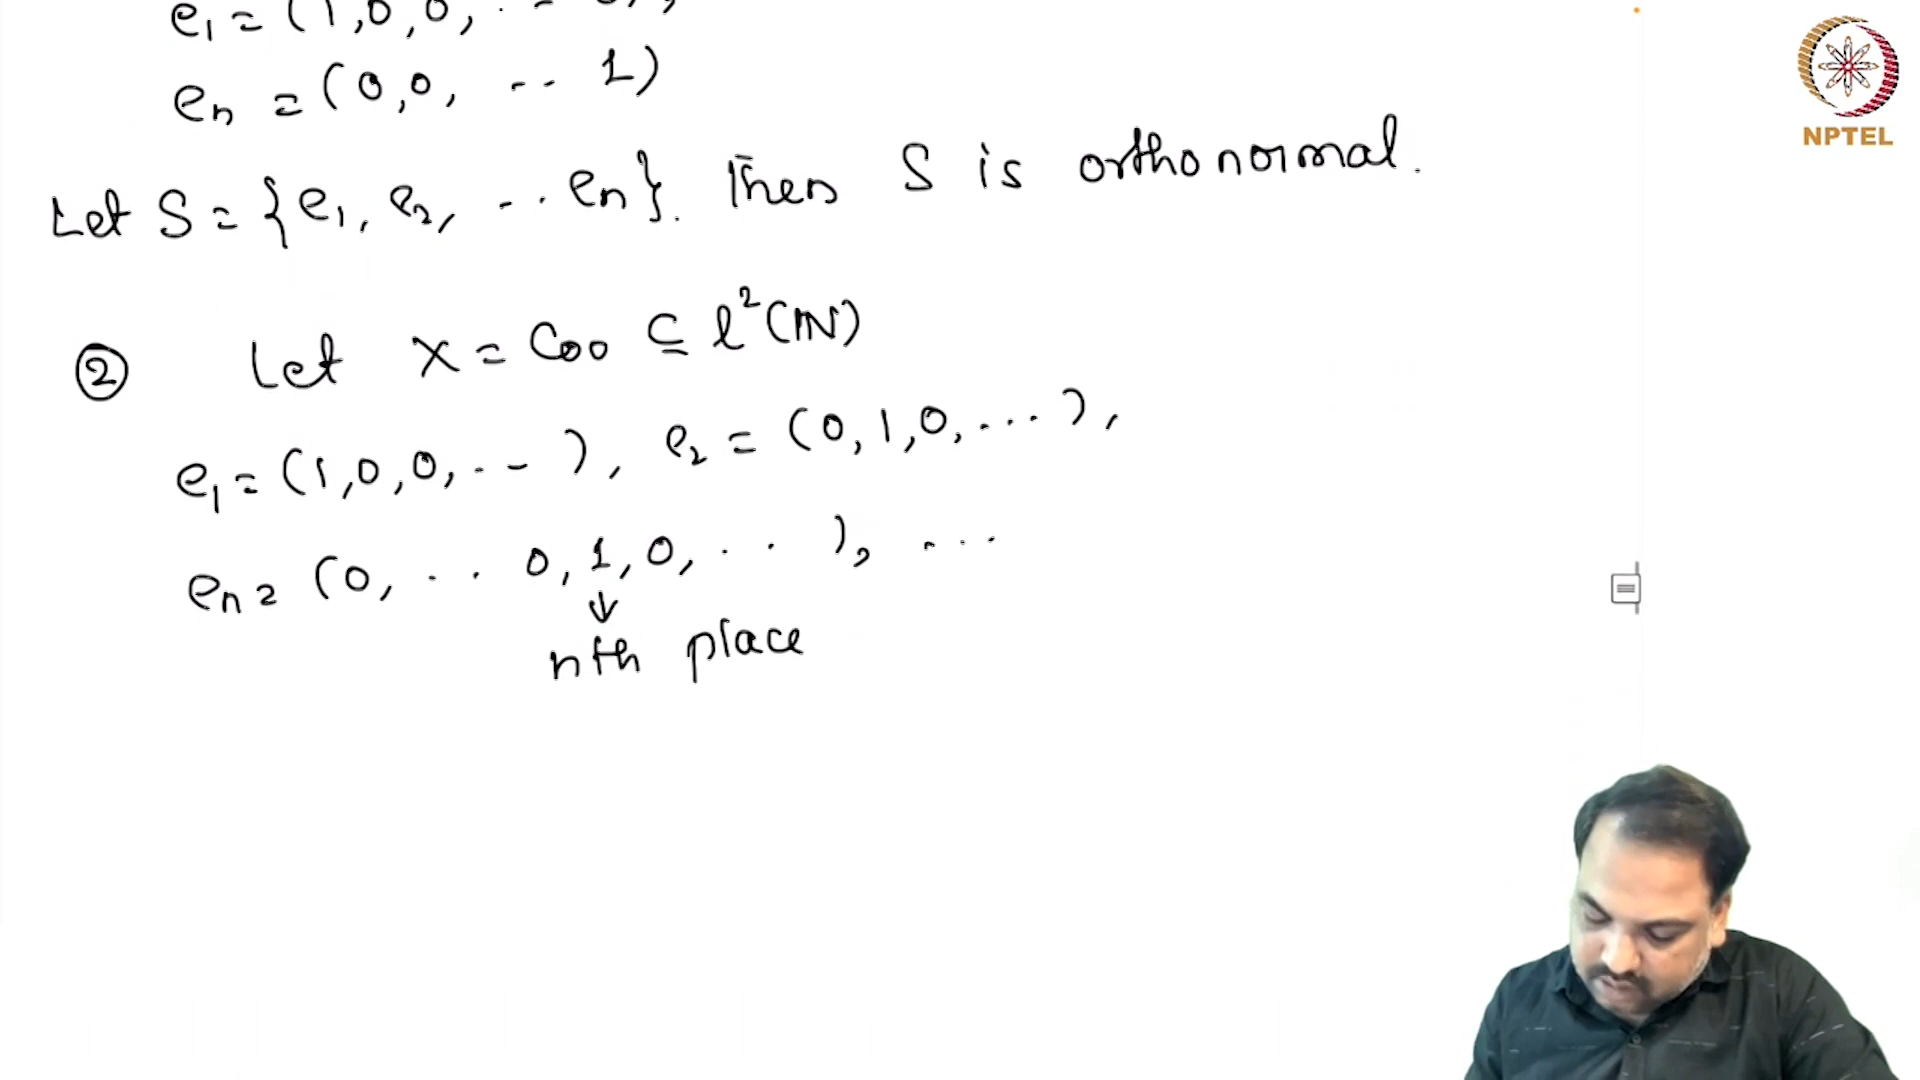 e₁ = (1,0,0, ...
eₙ = (0,0, ... 1)
NPTEL
Let S = {e₁, e₂, ... eₙ}. Then S is orthonormal.
② Let X = C₀₀ ⊆ l²(ℕ)
e₁ = (1,0,0, ... ), e₂ = (0,1,0, ... ),
eₙ = (0, ... 0,1,0, ... ), ...
↓
nth place